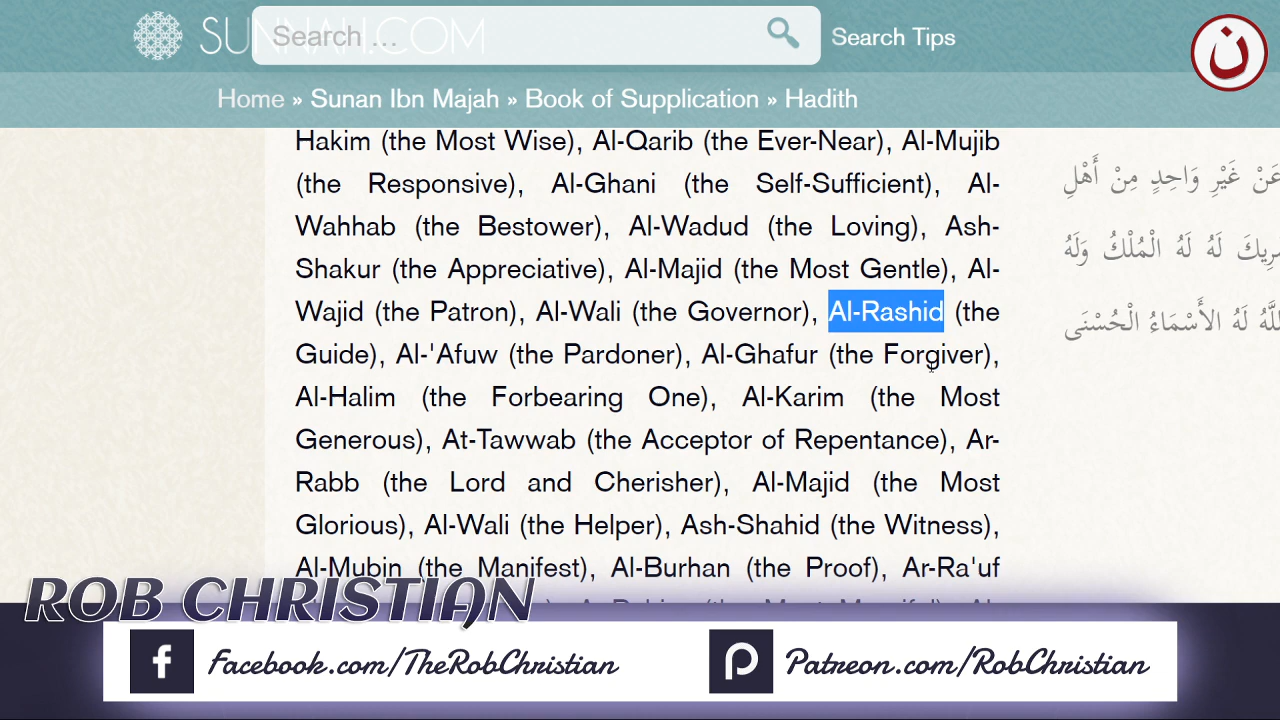 SUNNAH.COM
Search …
Search Tips
ن
Home » Sunan Ibn Majah » Book of Supplication » Hadith
Hakim (the Most Wise), Al-Qarib (the Ever-Near), Al-Mujib
(the Responsive), Al-Ghani (the Self-Sufficient), Al-
Wahhab (the Bestower), Al-Wadud (the Loving), Ash-
Shakur (the Appreciative), Al-Majid (the Most Gentle), Al-
Wajid (the Patron), Al-Wali (the Governor), Al-Rashid (the
Guide), Al-'Afuw (the Pardoner), Al-Ghafur (the Forgiver),
Al-Halim (the Forbearing One), Al-Karim (the Most
Generous), At-Tawwab (the Acceptor of Repentance), Ar-
Rabb (the Lord and Cherisher), Al-Majid (the Most
Glorious), Al-Wali (the Helper), Ash-Shahid (the Witness),
Al-Mubin (the Manifest), Al-Burhan (the Proof), Ar-Ra'uf
عَنْ غَيْرِ وَاحِدٍ مِنْ أَهْلِ
لَهُ لَهُ الْمُلْكُ وَلَهُ
لَهُ الأَسْمَاءُ الْحُسْنَى
ROB CHRISTIAN
Facebook.com/TheRobChristian
Patreon.com/RobChristian